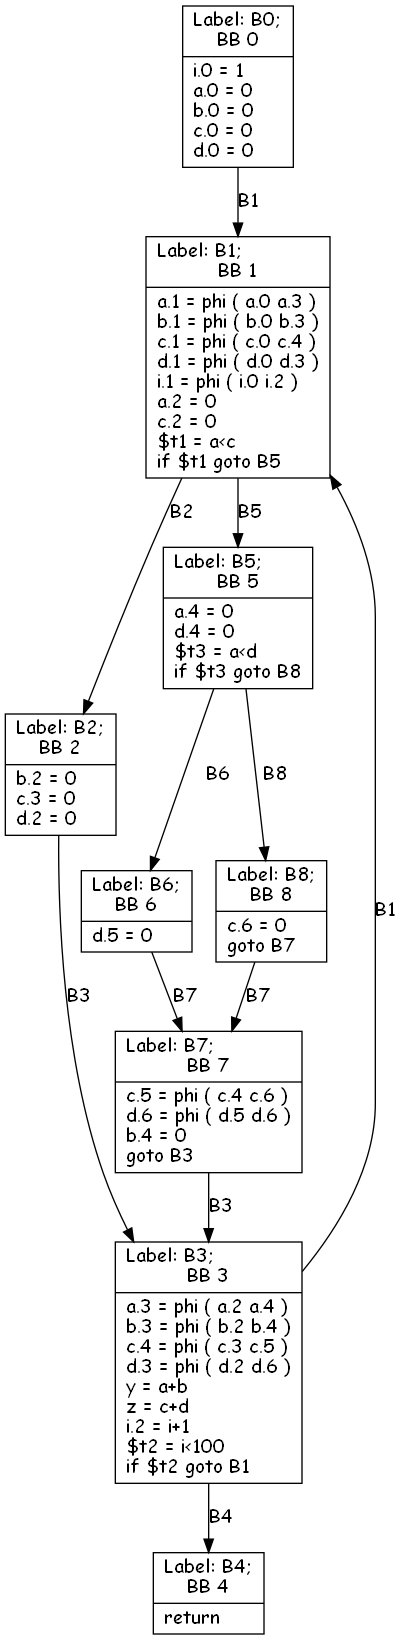 Label: B0;
BB 0
i.0 = 1
a.0 = 0
b.0 = 0
c.0 = 0
d.0 = 0
B1
Label: B1;
BB 1
a.1 = phi ( a.0 a.3 )
b.1 = phi ( b.0 b.3 )
c.1 = phi ( c.0 c.4 )
d.1 = phi ( d.0 d.3 )
i.1 = phi ( i.0 i.2 )
a.2 = 0
c.2 = 0
$t1 = a<c
if $t1 goto B5
B2
B5
Label: B5;
BB 5
a.4 = 0
d.4 = 0
$t3 = a<d
if $t3 goto B8
Label: B2;
BB 2
b.2 = 0
c.3 = 0
d.2 = 0
B6
B8
Label: B6;
BB 6
d.5 = 0
Label: B8;
BB 8
c.6 = 0
goto B7
B1
B3
B7
B7
Label: B7;
BB 7
c.5 = phi ( c.4 c.6 )
d.6 = phi ( d.5 d.6 )
b.4 = 0
goto B3
B3
Label: B3;
BB 3
a.3 = phi ( a.2 a.4 )
b.3 = phi ( b.2 b.4 )
c.4 = phi ( c.3 c.5 )
d.3 = phi ( d.2 d.6 )
y = a+b
z = c+d
i.2 = i+1
$t2 = i<100
if $t2 goto B1
B4
Label: B4;
BB 4
return